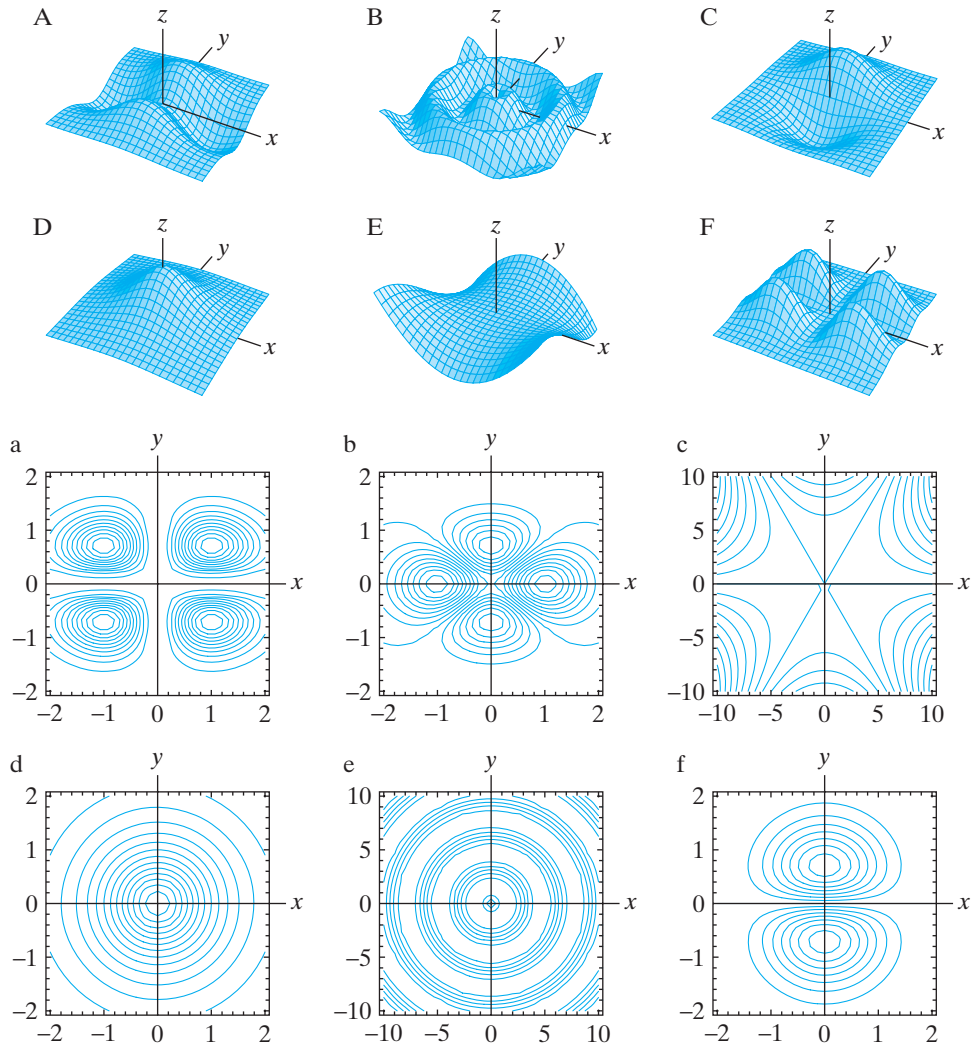 A z y x
B z y x
C z y x
D z y x
E z y x
F z y x
a y
2 1 0 −1 −2 x
−2 −1 0 1 2
b y
2 1 0 −1 −2 x
−2 −1 0 1 2
c y
10 5 0 −5 −10 x
−10 −5 0 5 10
d y
2 1 0 −1 −2 x
−2 −1 0 1 2
e y
10 5 0 −5 −10 x
−10 −5 0 5 10
f y
2 1 0 −1 −2 x
−2 −1 0 1 2